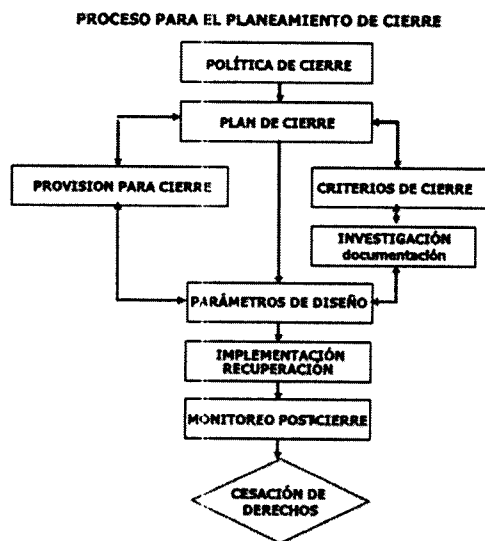 PROCESO PARA EL PLANEAMIENTO DE CIERRE
POLÍTICA DE CIERRE
PLAN DE CIERRE
PROVISION PARA CIERRE
CRITERIOS DE CIERRE
INVESTIGACIÓN
documentación
PARÁMETROS DE DISEÑO
IMPLEMENTACIÓN
RECUPERACIÓN
MONITOREO POSTCIERRE
CESACIÓN DE
DERECHOS